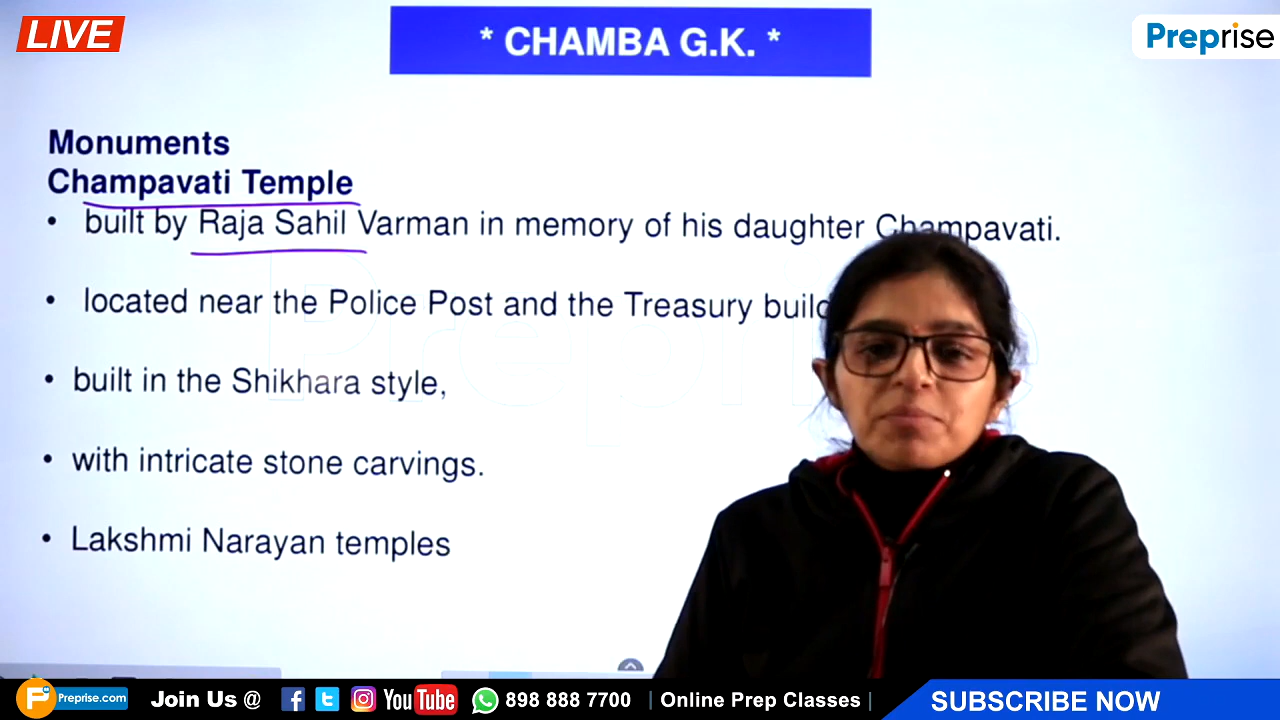 LIVE
* CHAMBA G.K. *
Preprise
Monuments
Champavati Temple
• built by Raja Sahil Varman in memory of his daughter Champavati.
• located near the Police Post and the Treasury build
• built in the Shikhara style,
• with intricate stone carvings.
• Lakshmi Narayan temples
Preprise
P Preprise.com Join Us @ f YouTube 898 888 7700 | Online Prep Classes | SUBSCRIBE NOW